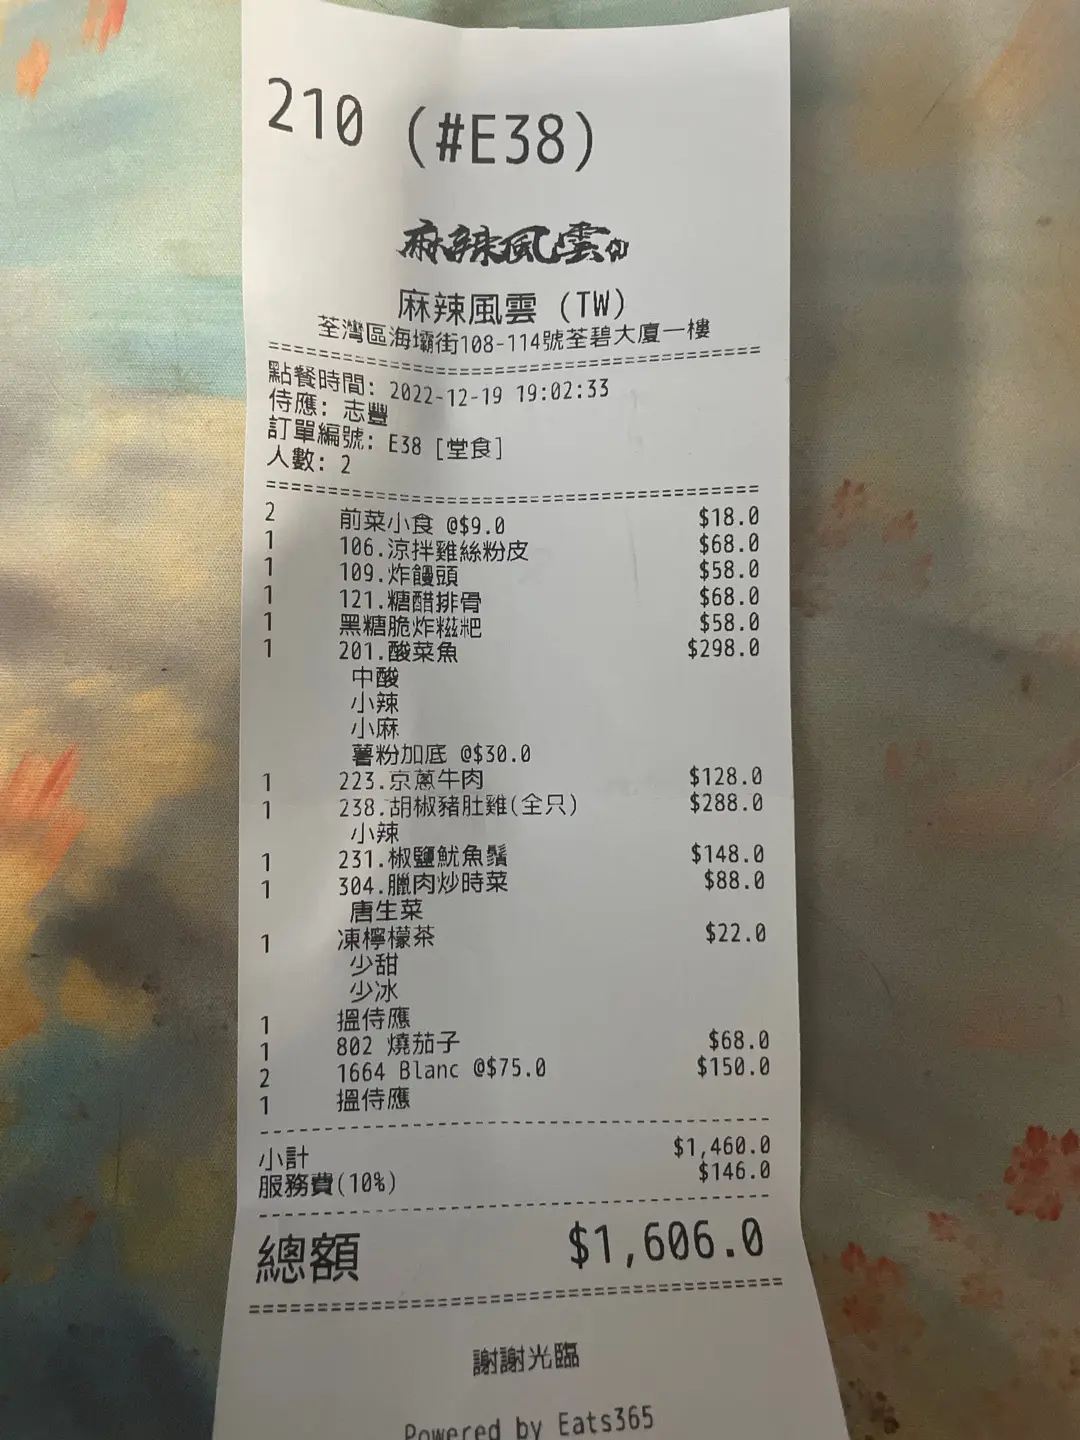 210 (#E38)
麻辣風雲
麻辣風雲 (TW)
荃灣區海壩街108-114號荃碧大廈一樓
點餐時間: 2022-12-19 19:02:33
侍應: 志豐
訂單編號: E38 [堂食]
人數: 2
2 前菜小食 @$9.0 $18.0
1 106.涼拌雞絲粉皮 $68.0
1 109.炸饅頭 $58.0
1 121.糖醋排骨 $68.0
1 黑糖脆炸糍粑 $58.0
1 201.酸菜魚 $298.0
中酸
小辣
小麻
薯粉加底 @$30.0
1 223.京蔥牛肉 $128.0
1 238.胡椒豬肚雞(全只) $288.0
小辣
1 231.椒鹽魷魚鬚 $148.0
1 304.臘肉炒時菜 $88.0
唐生菜
1 凍檸檬茶 $22.0
少甜
少冰
1 搵侍應
1 802 燒茄子 $68.0
2 1664 Blanc @$75.0 $150.0
1 搵侍應
小計 $1,460.0
服務費(10%) $146.0
總額 $1,606.0
謝謝光臨
Powered by Eats365